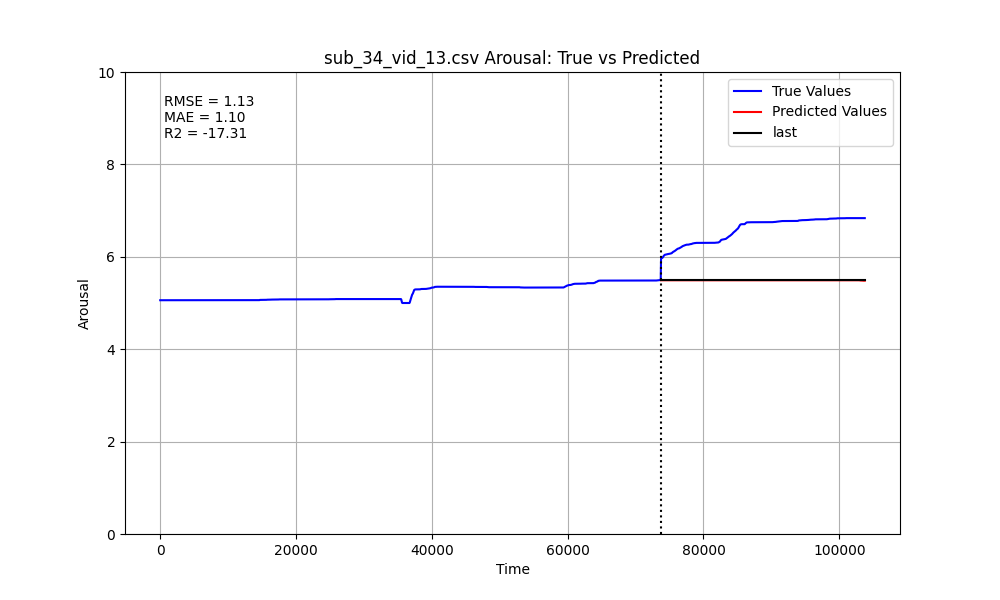 sub_34_vid_13.csv Arousal: True vs Predicted
RMSE = 1.13
MAE = 1.10
R2 = -17.31
True Values
Predicted Values
last
10
8
6
4
2
0
Arousal
0 20000 40000 60000 80000 100000
Time